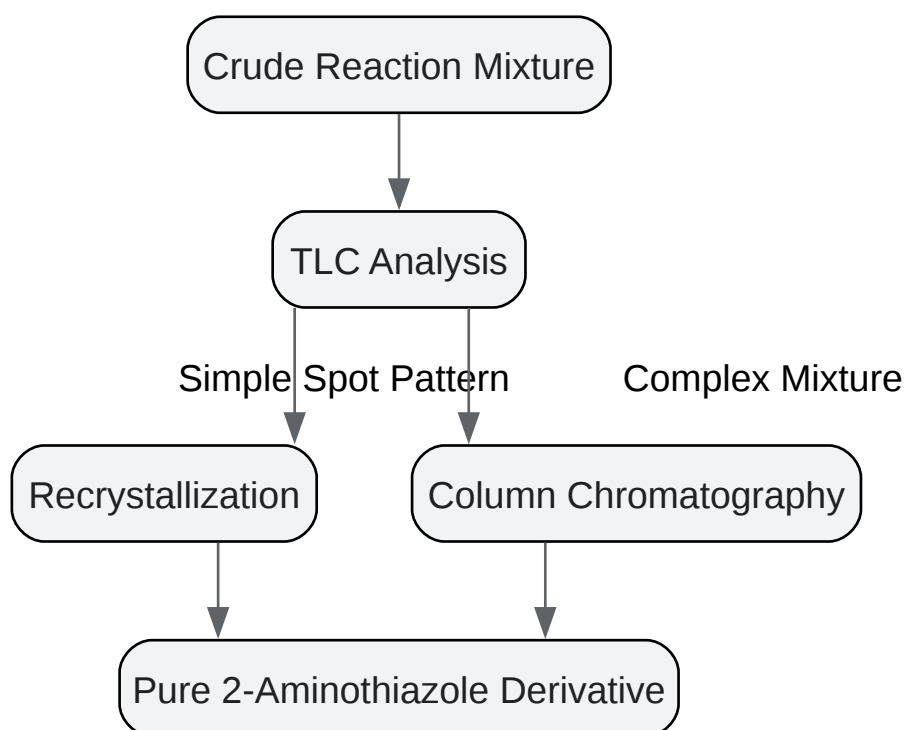 Crude Reaction Mixture
TLC Analysis
Simple Spot Pattern
Complex Mixture
Recrystallization
Column Chromatography
Pure 2-Aminothiazole Derivative